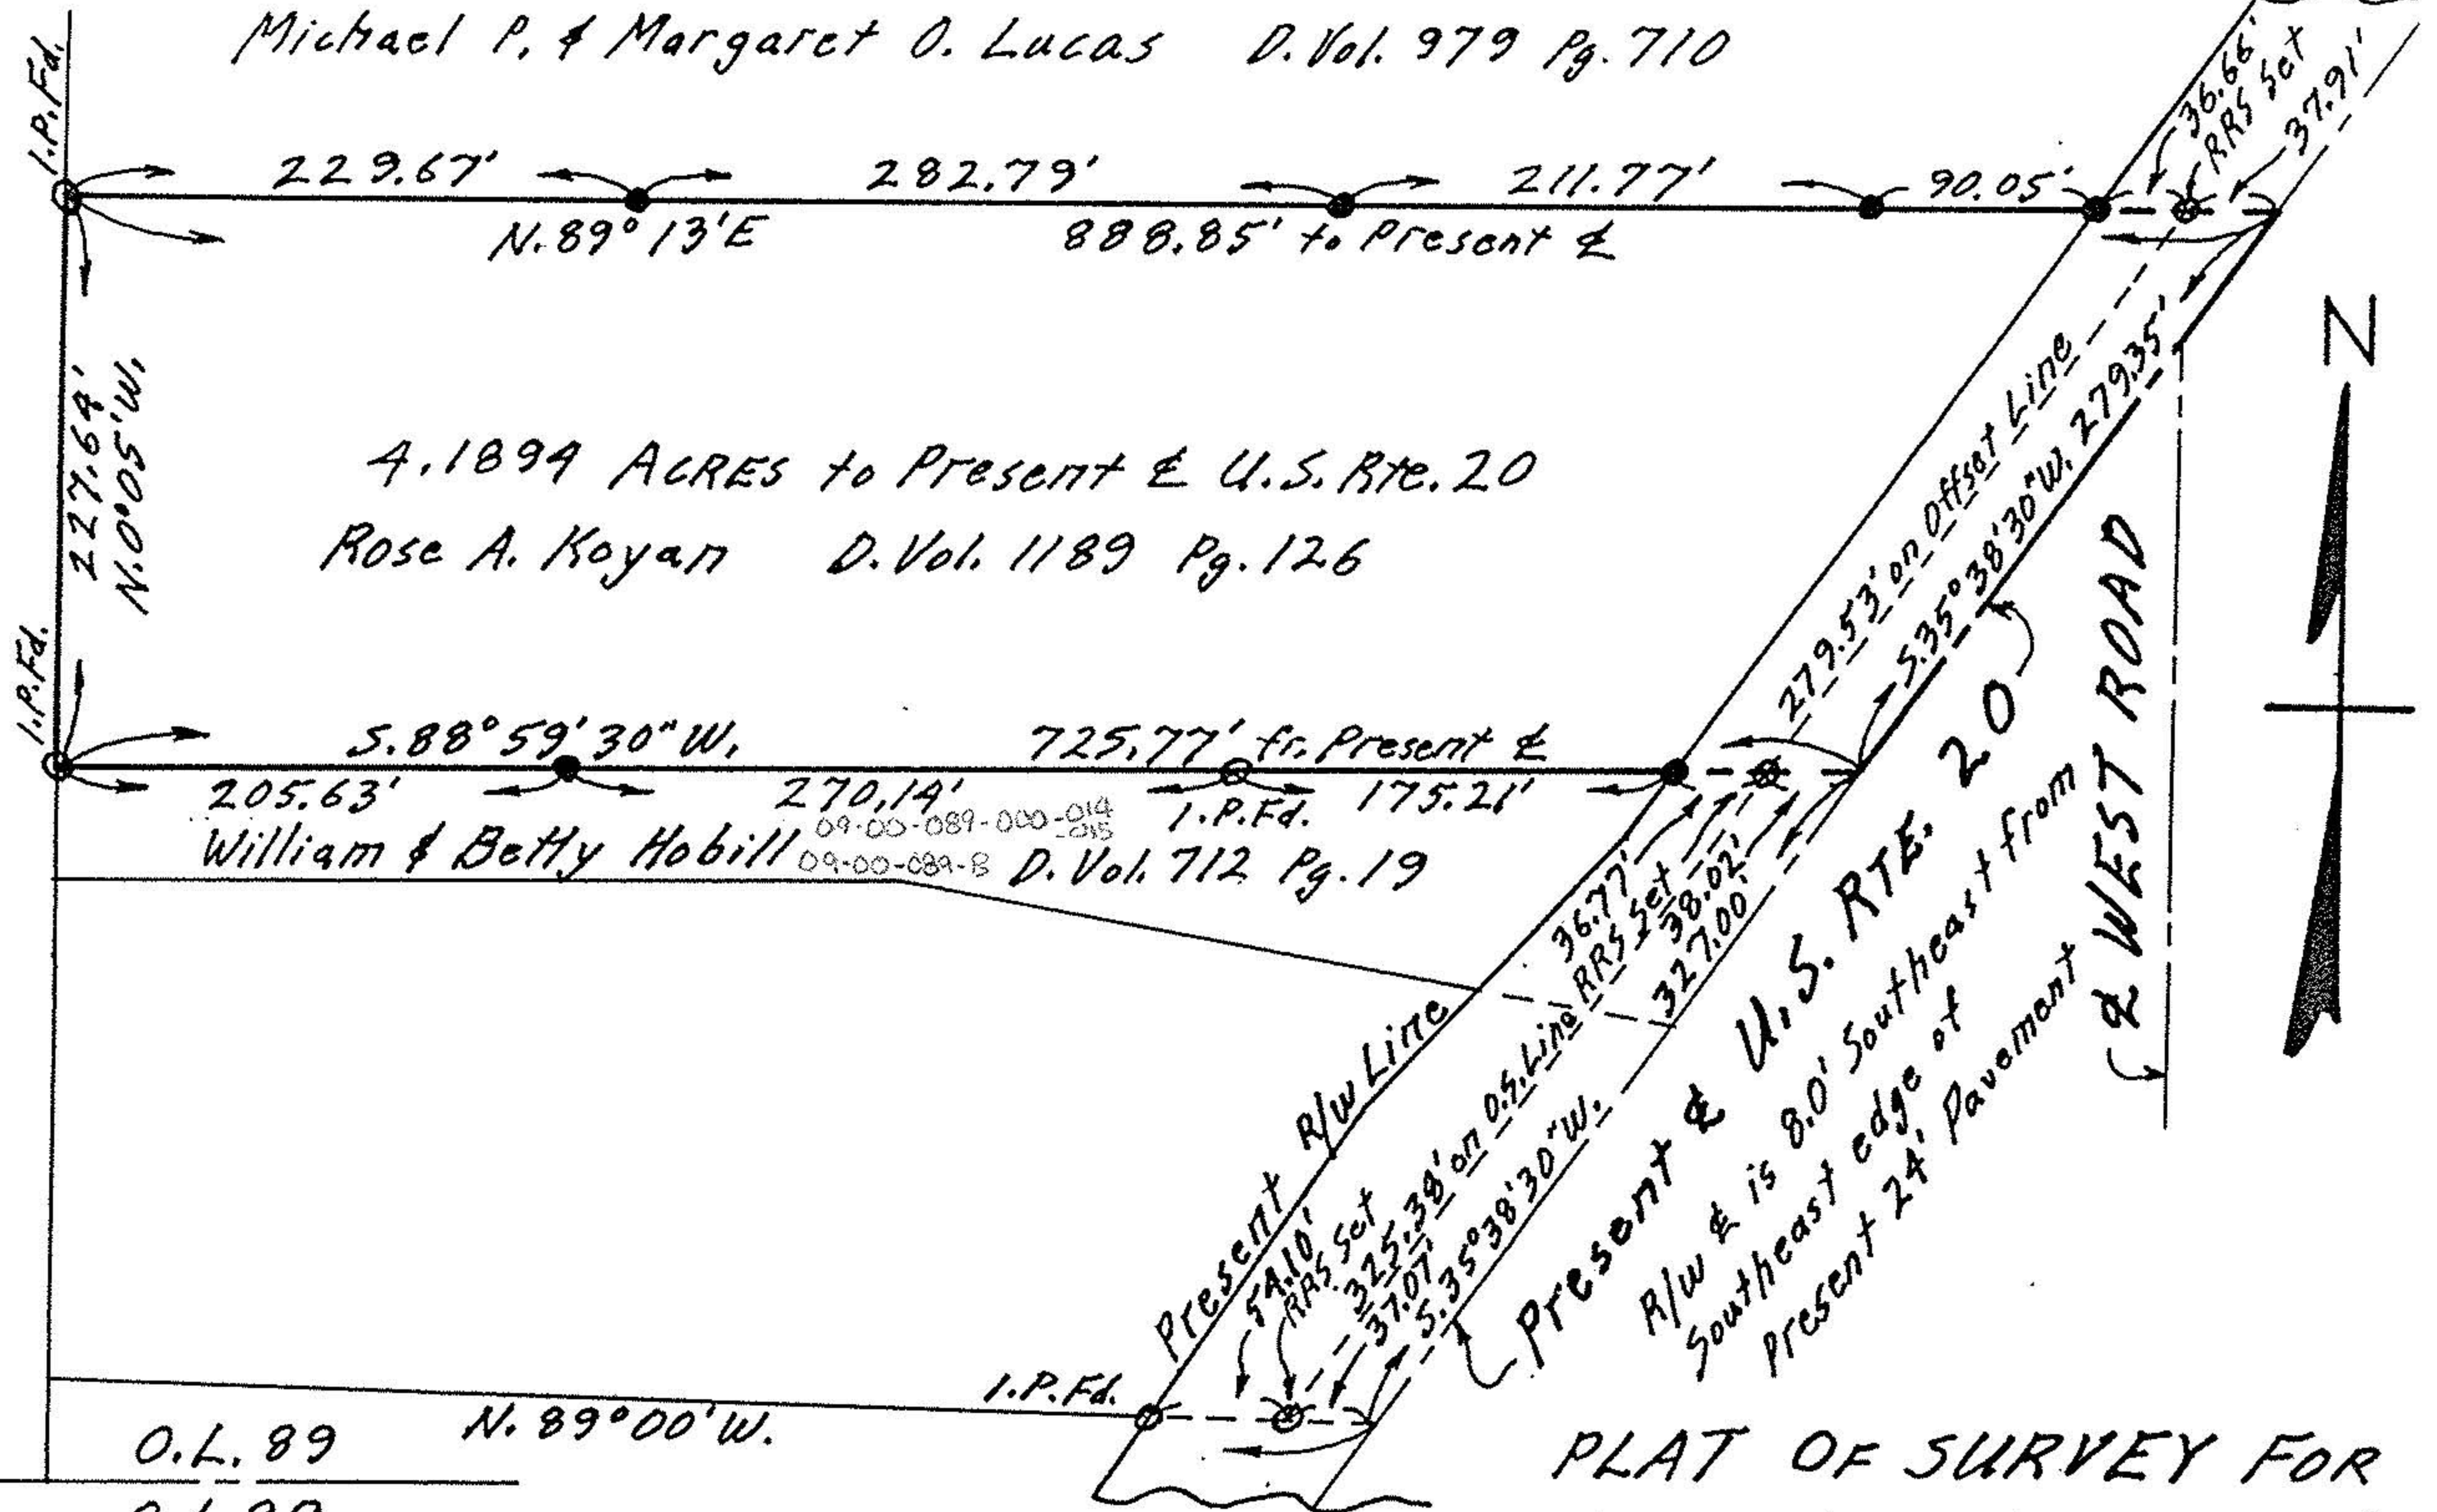 Michael P. & Margaret O. Lucas D. Vol. 979 Pg. 710
I.P.Fd.
229.67' 282.79' 211.77' 90.05'
36.66'
RRS Set
37.91'
N.89°13'E 888.85' to Present ℄
227.64'
N.0°05'W.
4.1894 ACRES to Present ℄ U.S. Rte. 20
Rose A. Koyan D. Vol. 1189 Pg. 126
279.53' on Offset Line
S.35°38'30"W. 279.35'
N
I.P.Fd.
S.88°59'30"W. 725.77' fr. Present ℄
205.63' 270.14' I.P.Fd. 175.21'
09-00-089-000-014
-015
William & Betty Hobill 09-00-089-B D. Vol. 712 Pg. 19
36.77'
RRS Set
38.02'
327.00'
℄ WEST ROAD
Present R/W Line
54.10'
RRS Set
325.38' on O.S. Line
37.07'
S.35°38'30"W.
Present ℄ U.S. RTE. 20
R/W ℄ is 8.0' Southeast from
Southeast edge of
Present 24' Pavement
I.P.Fd.
N. 89°00'W.
O.L. 89
PLAT OF SURVEY FOR